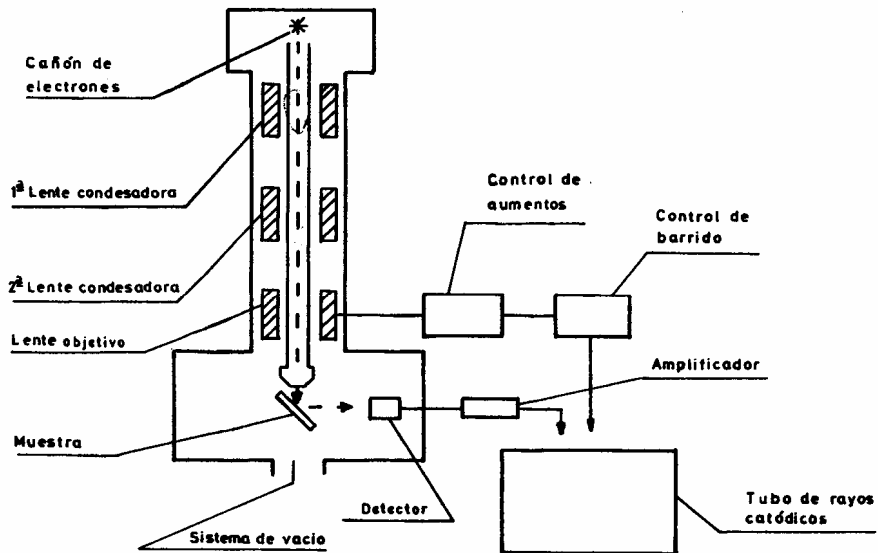 Cañón de
electrones
1ª Lente condesadora
2ª Lente condesadora
Lente objetivo
Muestra
Sistema de vacio
Detector
Control de
aumentos
Control de
barrido
Amplificador
Tubo de rayos
catódicos